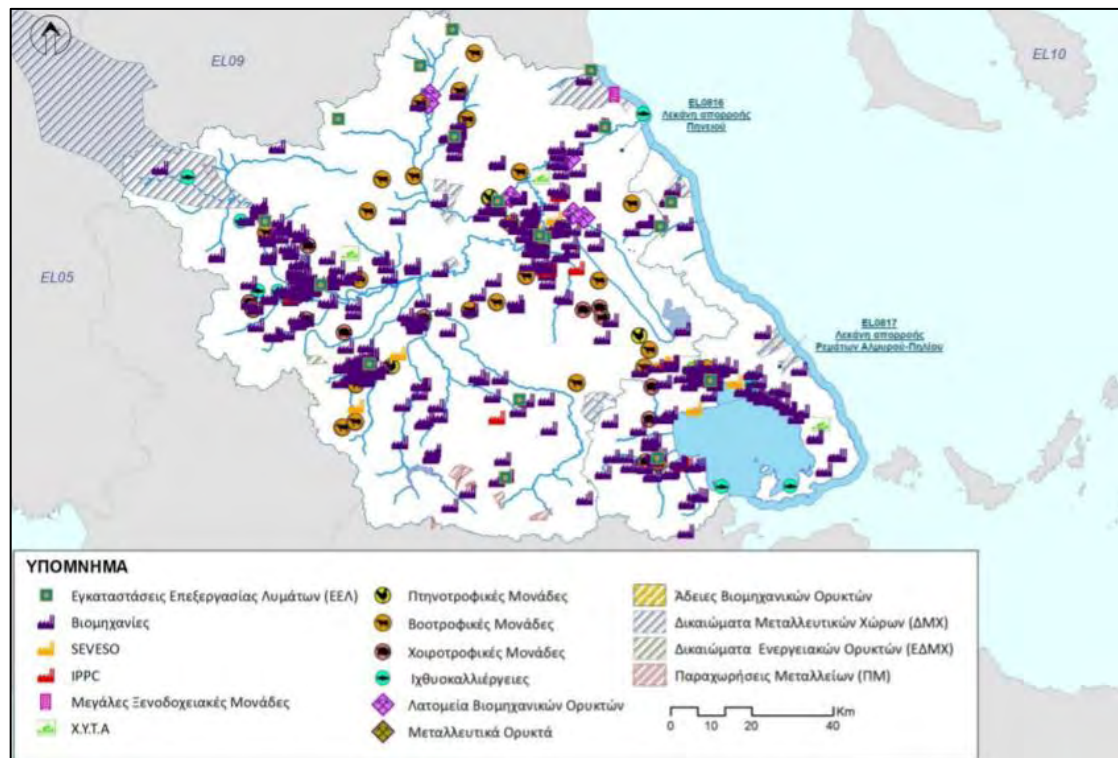 EL09
EL10
EL0816
Λεκάνη απορροής
Πηνειού
EL05
EL0817
Λεκάνη απορροής
Ρεμάτων Αλμυρού-Πηλίου
ΥΠΟΜΝΗΜΑ
Εγκαταστάσεις Επεξεργασίας Λυμάτων (ΕΕΛ)
Βιομηχανίες
SEVESO
IPPC
Μεγάλες Ξενοδοχειακές Μονάδες
Χ.Υ.Τ.Α
Πτηνοτροφικές Μονάδες
Βοοτροφικές Μονάδες
Χοιροτροφικές Μονάδες
Ιχθυοκαλλιέργειες
Λατομεία Βιομηχανικών Ορυκτών
Μεταλλευτικά Ορυκτά
Άδειες Βιομηχανικών Ορυκτών
Δικαιώματα Μεταλλευτικών Χώρων (ΔΜΧ)
Δικαιώματα Ενεργειακών Ορυκτών (ΕΔΜΧ)
Παραχωρήσεις Μεταλλείων (ΠΜ)
Km
0 10 20 40